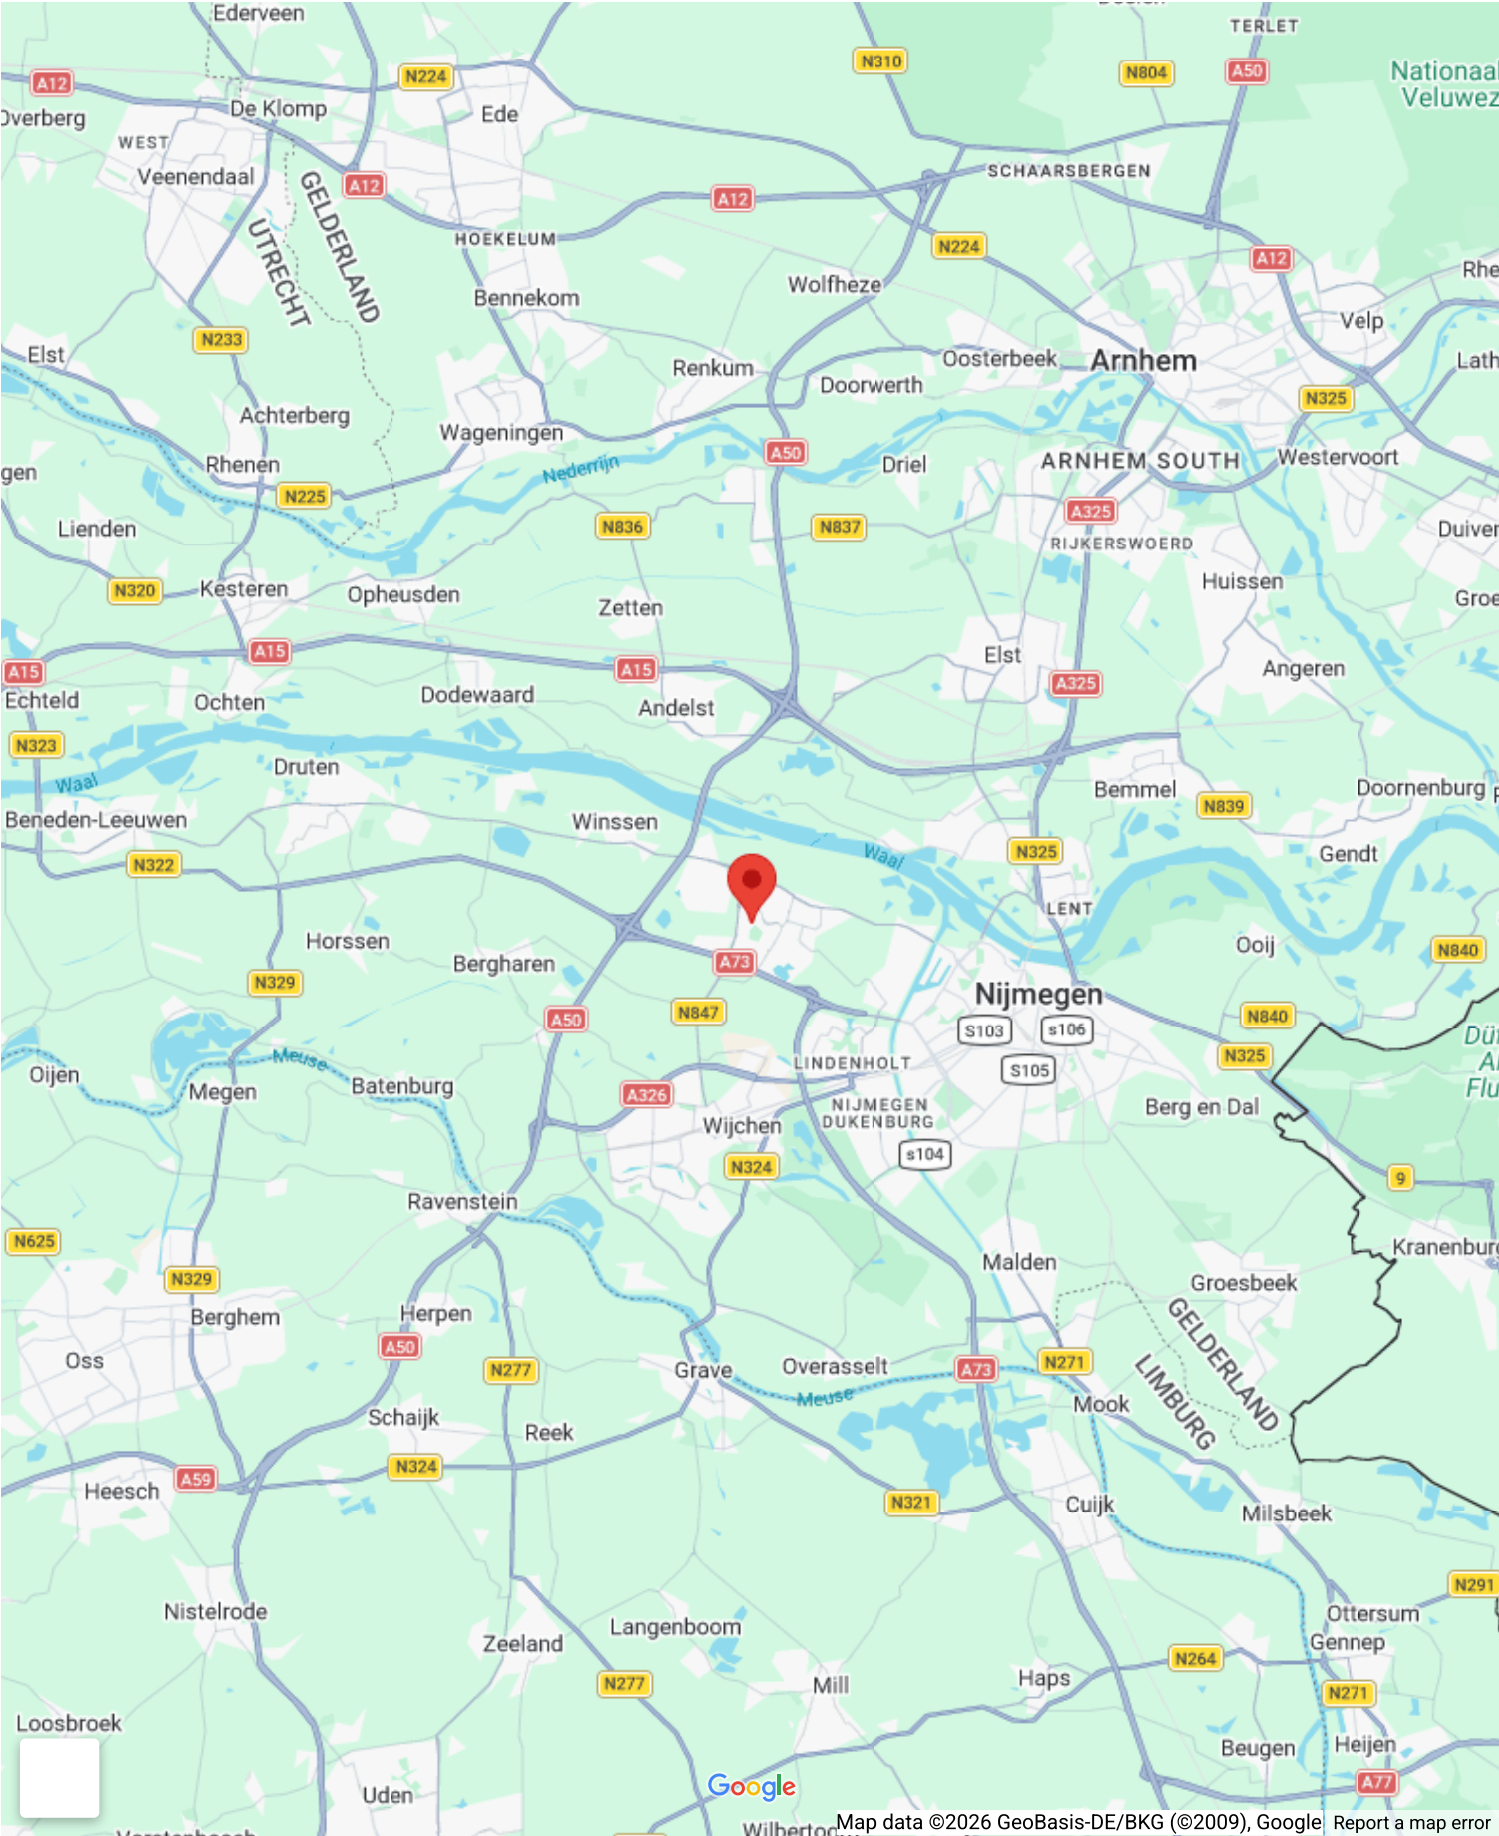 Ederveen
TERLET
A12
N224
N310
N804
A50
Nationaal
Veluwez
Overberg
De Klomp
Ede
WEST
Veenendaal
A12
GELDERLAND
UTRECHT
A12
SCHAARSBERGEN
HOEKELUM
N224
A12
Rhe
Bennekom
Wolfheze
Velp
N233
Elst
Renkum
Doorwerth
Oosterbeek
Arnhem
Lath
N325
Achterberg
Wageningen
A50
Rhenen
Nederrijn
Driel
ARNHEM SOUTH
Westervoort
gen
N225
A325
Lienden
N836
N837
RIJKERSWOERD
Duiven
N320
Kesteren
Opheusden
Zetten
Huissen
Groe
A15
A15
A15
Elst
Angeren
A325
Echteld
Ochten
Dodewaard
Andelst
N323
Waal
Druten
Bemmel
Doornenburg
N839
Beneden-Leeuwen
Winssen
N322
Waal
N325
Gendt
LENT
Horssen
Bergharen
A73
Ooij
N840
N329
A50
N847
Nijmegen
S103
s106
N840
N325
Meuse
LINDENHOLT
S105
Oijen
Megen
Batenburg
A326
NIJMEGEN
DUKENBURG
Berg en Dal
Wijchen
N324
s104
9
Ravenstein
N625
N329
Malden
Kranenburg
Groesbeek
Berghem
Herpen
GELDERLAND
LIMBURG
A50
Oss
N277
Grave
Overasselt
A73
N271
Meuse
Mook
Schaijk
Reek
N324
A59
Heesch
N321
Cuijk
Milsbeek
N291
Nistelrode
Langenboom
Ottersum
Zeeland
Gennep
N264
N277
Mill
Haps
N271
Loosbroek
Beugen
Heijen
A77
Uden
Google
Map data ©2026 GeoBasis-DE/BKG (©2009), Google
Report a map error